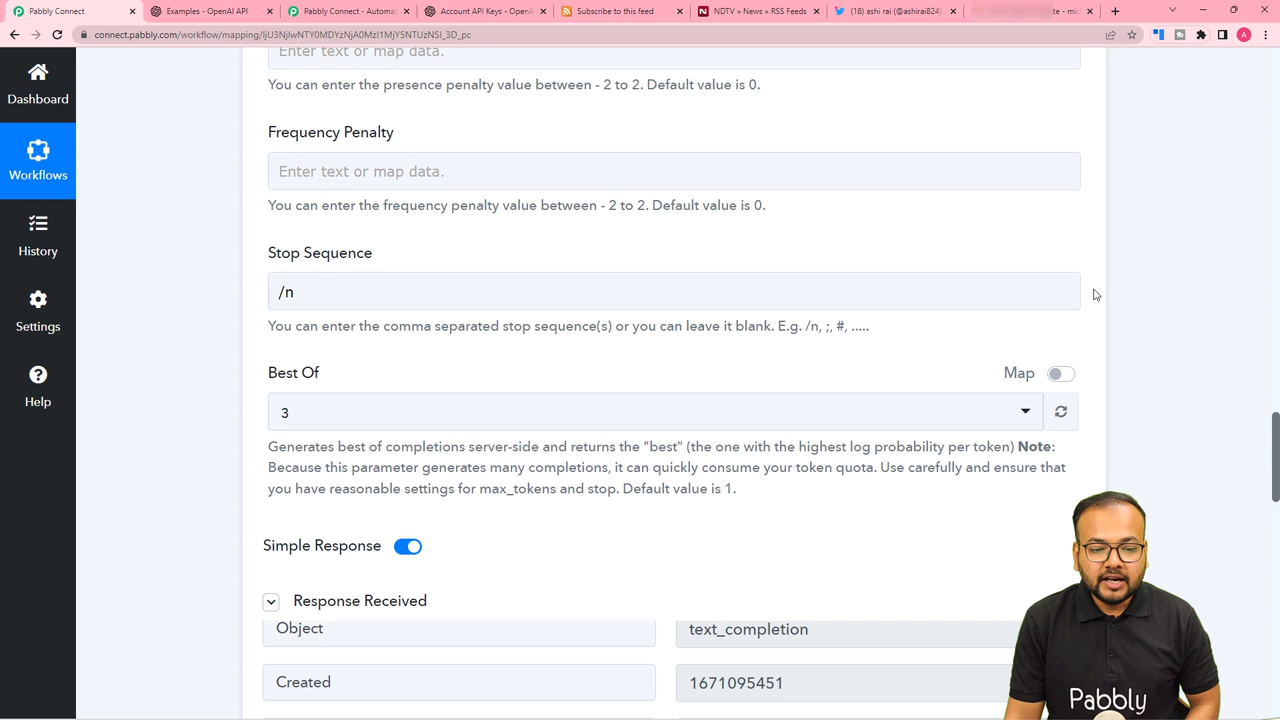 Pabbly Connect
Examples - OpenAI API
Pabbly Connect - Automat
Account API Keys - OpenA
Subscribe to this feed
NDTV » News » RSS Feeds
(18) ashi rai (@ashirai824)
connect.pabbly.com/workflow/mapping/IjU3NjIwNTY0MDYzNjA0MzI1MjY5NTUzNSI_3D_pc
A
Dashboard
Workflows
History
Settings
Help
Enter text or map data.
You can enter the presence penalty value between - 2 to 2. Default value is 0.
Frequency Penalty
Enter text or map data.
You can enter the frequency penalty value between - 2 to 2. Default value is 0.
Stop Sequence
/n
You can enter the comma separated stop sequence(s) or you can leave it blank. E.g. /n, ;, #, .....
Best Of
Map
3
Generates best of completions server-side and returns the "best" (the one with the highest log probability per token) Note:
Because this parameter generates many completions, it can quickly consume your token quota. Use carefully and ensure that
you have reasonable settings for max_tokens and stop. Default value is 1.
Simple Response
Response Received
Object
text_completion
Created
1671095451
Pabbly